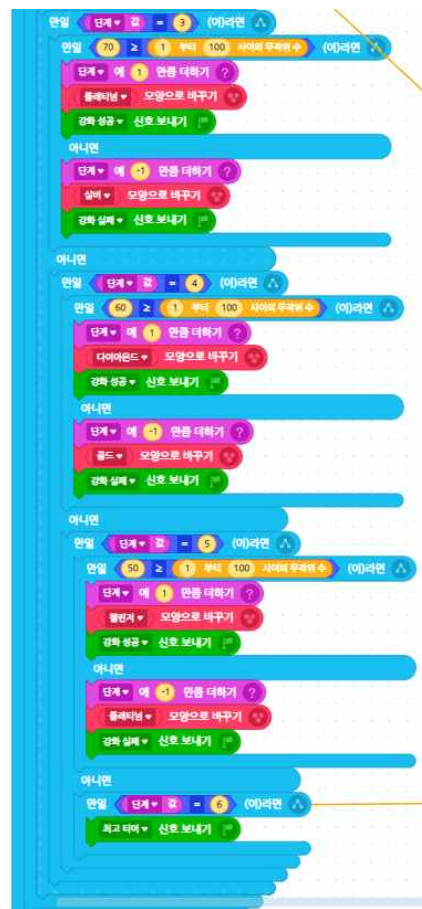 만일 단계▼ 값 = 3 (이)라면
만일 70 ≥ 1 부터 100 사이의 무작위 수 (이)라면
단계▼ 에 1 만큼 더하기 ?
플래티넘▼ 모양으로 바꾸기
강화 성공▼ 신호 보내기
아니면
단계▼ 에 -1 만큼 더하기 ?
실버▼ 모양으로 바꾸기
강화 실패▼ 신호 보내기
아니면
만일 단계▼ 값 = 4 (이)라면
만일 60 ≥ 1 부터 100 사이의 무작위 수 (이)라면
단계▼ 에 1 만큼 더하기 ?
다이아몬드▼ 모양으로 바꾸기
강화 성공▼ 신호 보내기
아니면
단계▼ 에 -1 만큼 더하기 ?
골드▼ 모양으로 바꾸기
강화 실패▼ 신호 보내기
아니면
만일 단계▼ 값 = 5 (이)라면
만일 50 ≥ 1 부터 100 사이의 무작위 수 (이)라면
단계▼ 에 1 만큼 더하기 ?
챌린저▼ 모양으로 바꾸기
강화 성공▼ 신호 보내기
아니면
단계▼ 에 -1 만큼 더하기 ?
플래티넘▼ 모양으로 바꾸기
강화 실패▼ 신호 보내기
아니면
만일 단계▼ 값 = 6 (이)라면
최고 티어▼ 신호 보내기